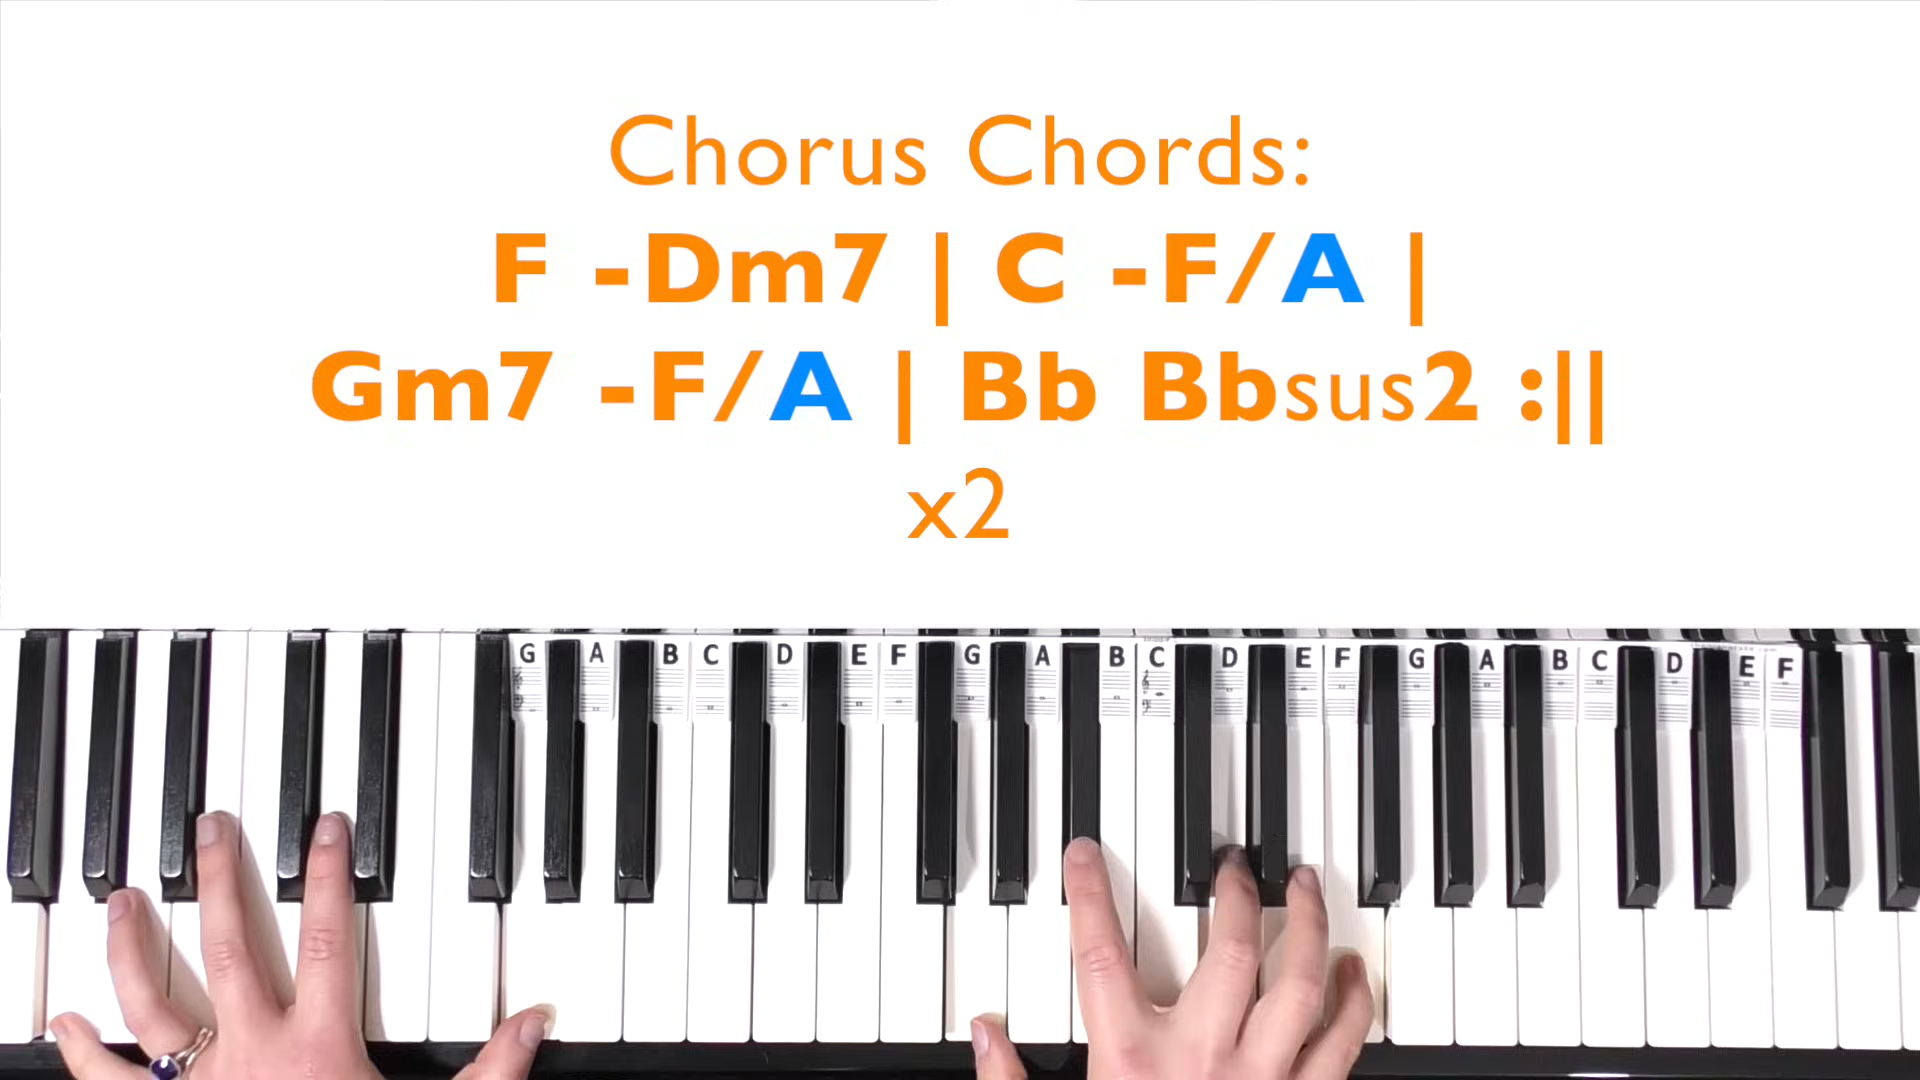 Chorus Chords:
F -Dm7 | C -F/A |
Gm7 -F/A | Bb Bbsus2 :||
x2
G A B C D E F G A B C D E F G A B C D E F